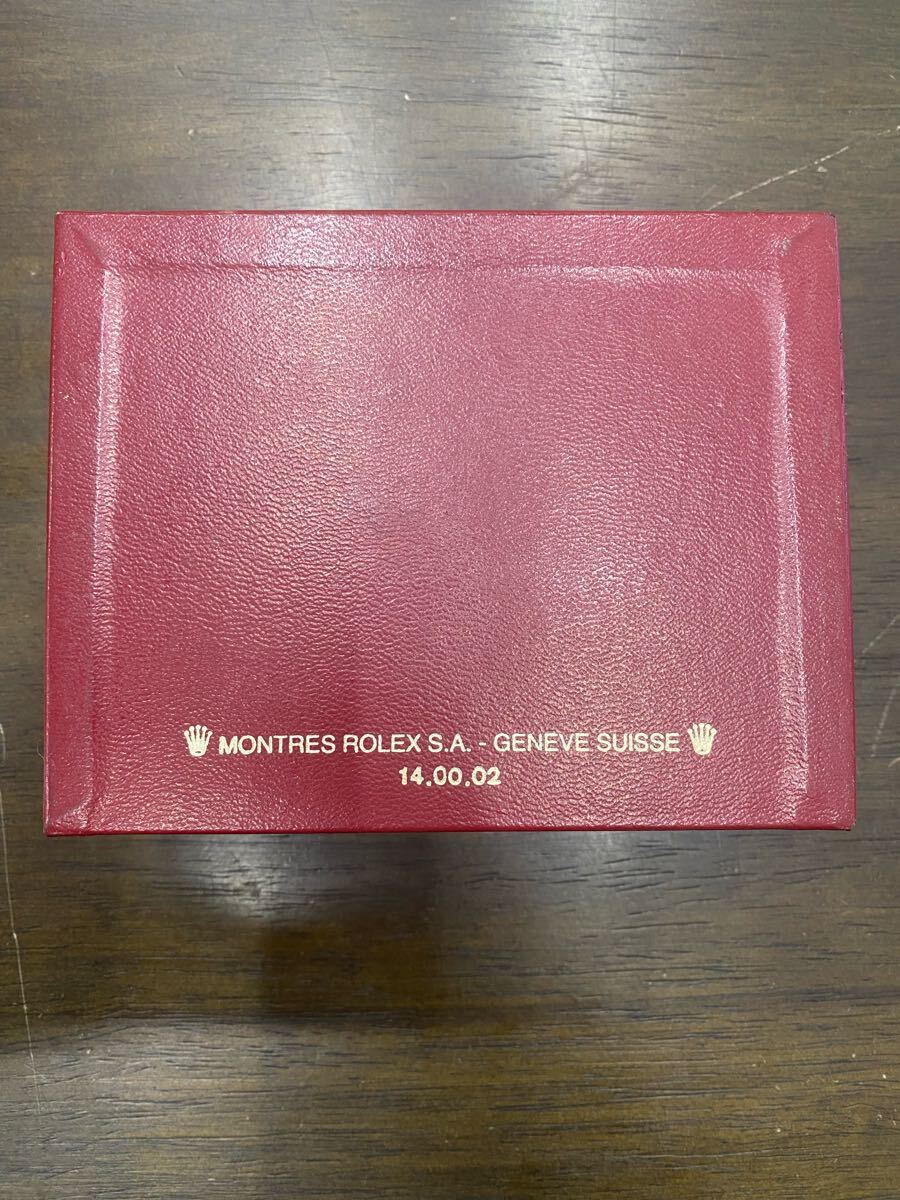 MONTRES ROLEX S.A. - GENEVE SUISSE
14.00.02